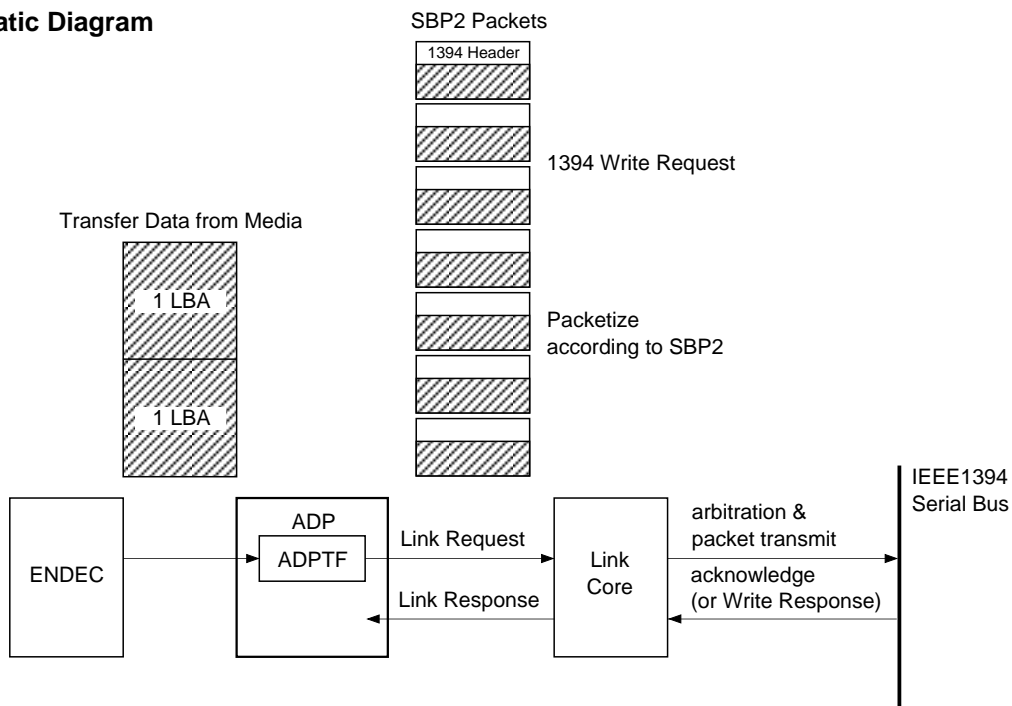 atic Diagram
SBP2 Packets
1394 Header
1394 Write Request
Transfer Data from Media
1 LBA
1 LBA
Packetize
according to SBP2
IEEE1394
Serial Bus
ENDEC
ADP
ADPTF
Link Request
Link Response
Link
Core
arbitration &
packet transmit
acknowledge
(or Write Response)